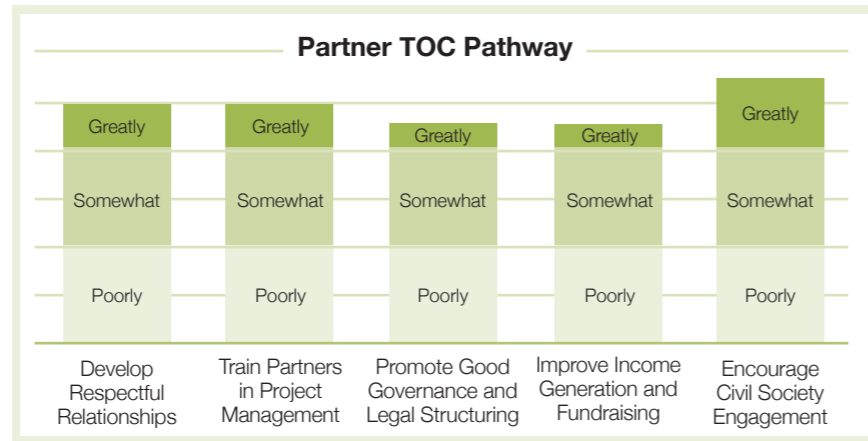 Partner TOC Pathway
Greatly
Greatly
Greatly
Greatly
Greatly
Somewhat
Somewhat
Somewhat
Somewhat
Somewhat
Poorly
Poorly
Poorly
Poorly
Poorly
Develop
Respectful
Relationships
Train Partners
in Project
Management
Promote Good
Governance and
Legal Structuring
Improve Income
Generation and
Fundraising
Encourage
Civil Society
Engagement